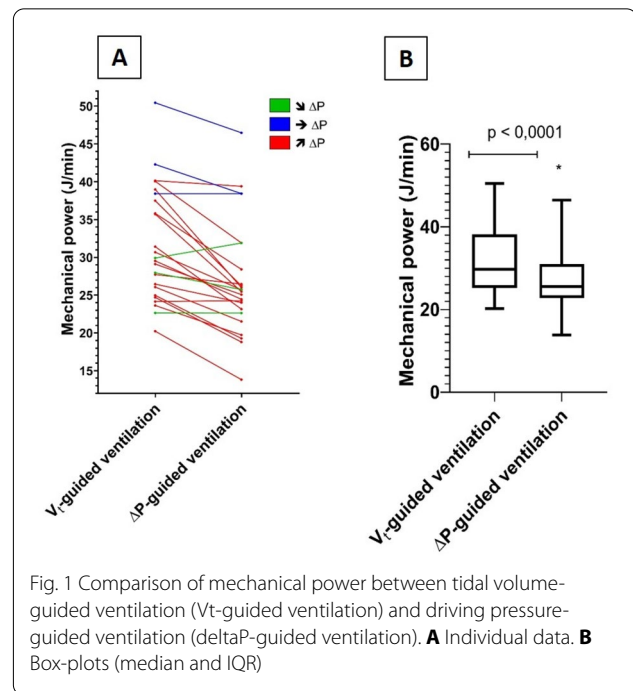 A
B
↘ ΔP
→ ΔP
↗ ΔP
Mechanical power (J/min)
50
45
40
35
30
25
20
15
Vt-guided ventilation
ΔP-guided ventilation
p < 0,0001
*
Mechanical power (J/min)
60
40
20
0
Vt-guided ventilation
ΔP-guided ventilation
Fig. 1 Comparison of mechanical power between tidal volume-
guided ventilation (Vt-guided ventilation) and driving pressure-
guided ventilation (deltaP-guided ventilation). A Individual data. B
Box-plots (median and IQR)